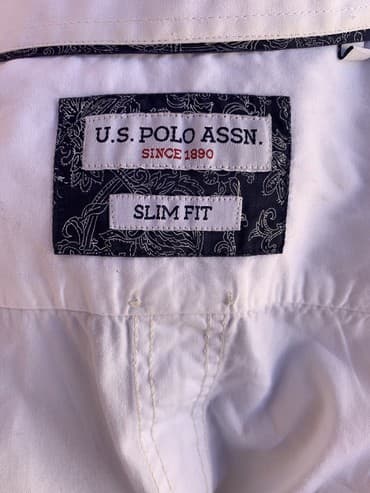 U.S. POLO ASSN.
SINCE 1890
SLIM FIT